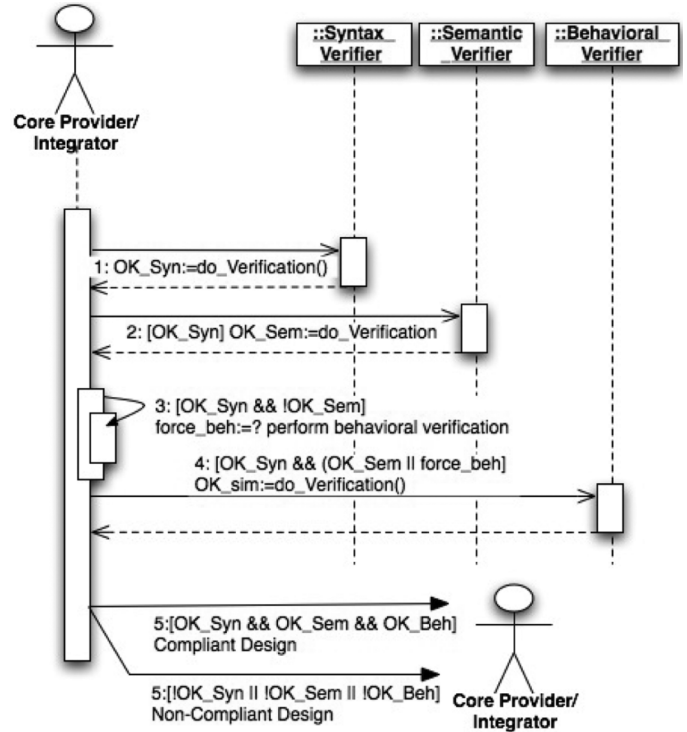 ::Syntax_
Verifier
::Semantic
_Verifier
::Behavioral_
Verifier
Core Provider/
Integrator
1: OK_Syn:=do_Verification()
2: [OK_Syn] OK_Sem:=do_Verification
3: [OK_Syn && !OK_Sem]
force_beh:=? perform behavioral verification
4: [OK_Syn && (OK_Sem || force_beh]
OK_sim:=do_Verification()
5:[OK_Syn && OK_Sem && OK_Beh]
Compliant Design
5:[!OK_Syn || !OK_Sem || !OK_Beh]
Non-Compliant Design
Core Provider/
Integrator